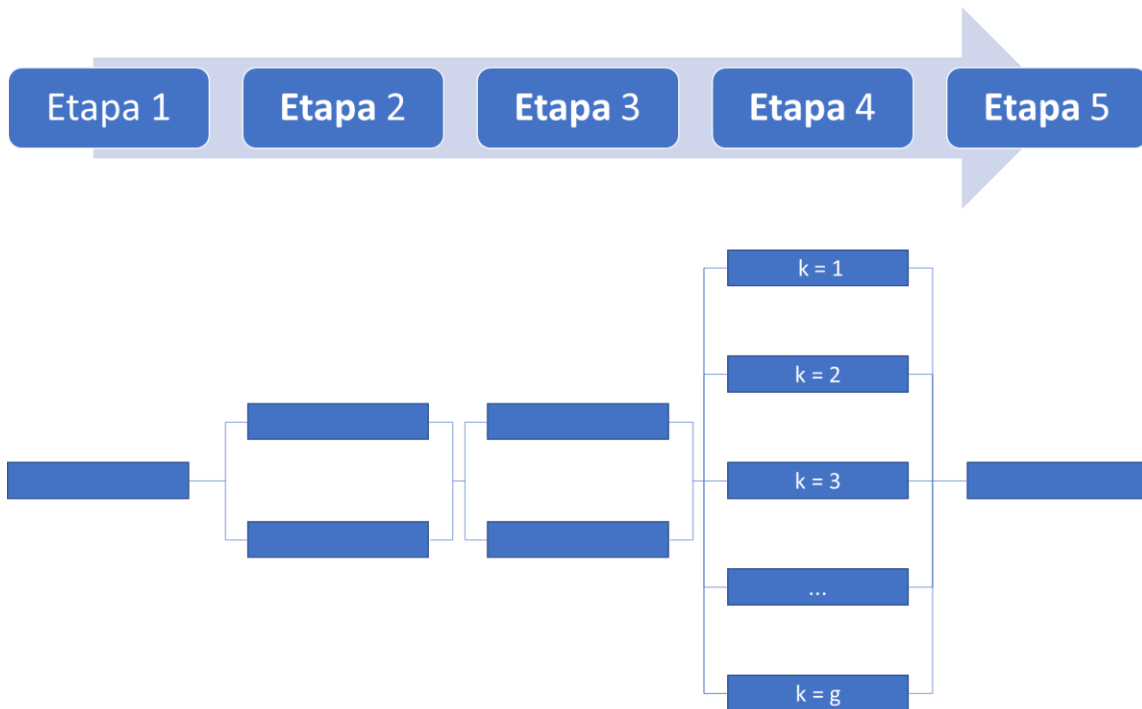 Etapa 1
Etapa 2
Etapa 3
Etapa 4
Etapa 5
k = 1
k = 2
k = 3
...
k = g